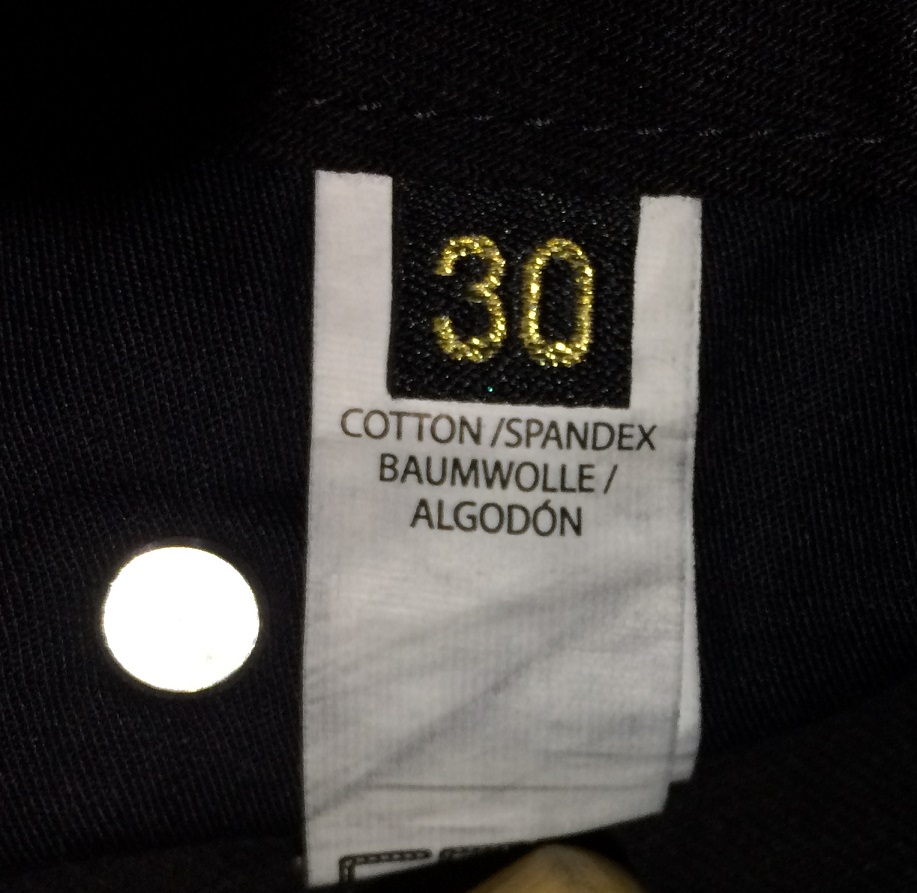 30
COTTON /SPANDEX
BAUMWOLLE /
ALGODÓN